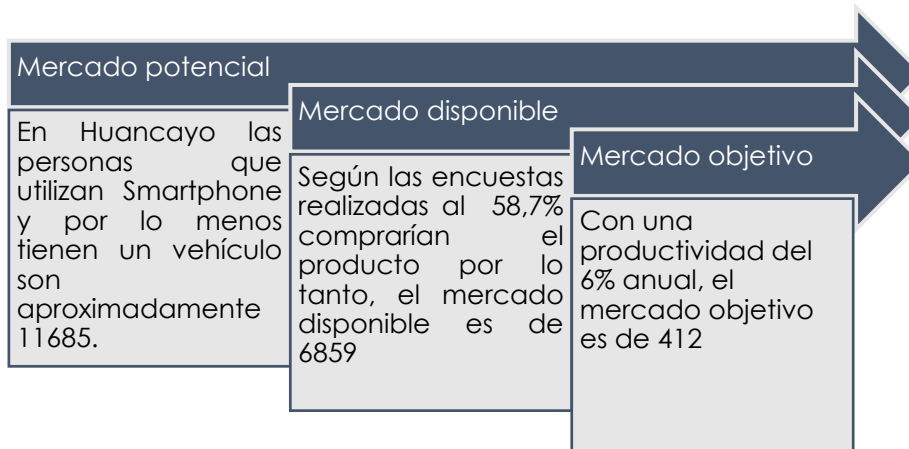 Mercado potencial
En Huancayo las
personas que
utilizan Smartphone
y por lo menos
tienen un vehículo
son
aproximadamente
11685.
Mercado disponible
Según las encuestas
realizadas al 58,7%
comprarían el
producto por lo
tanto, el mercado
disponible es de
6859
Mercado objetivo
Con una
productividad del
6% anual, el
mercado objetivo
es de 412